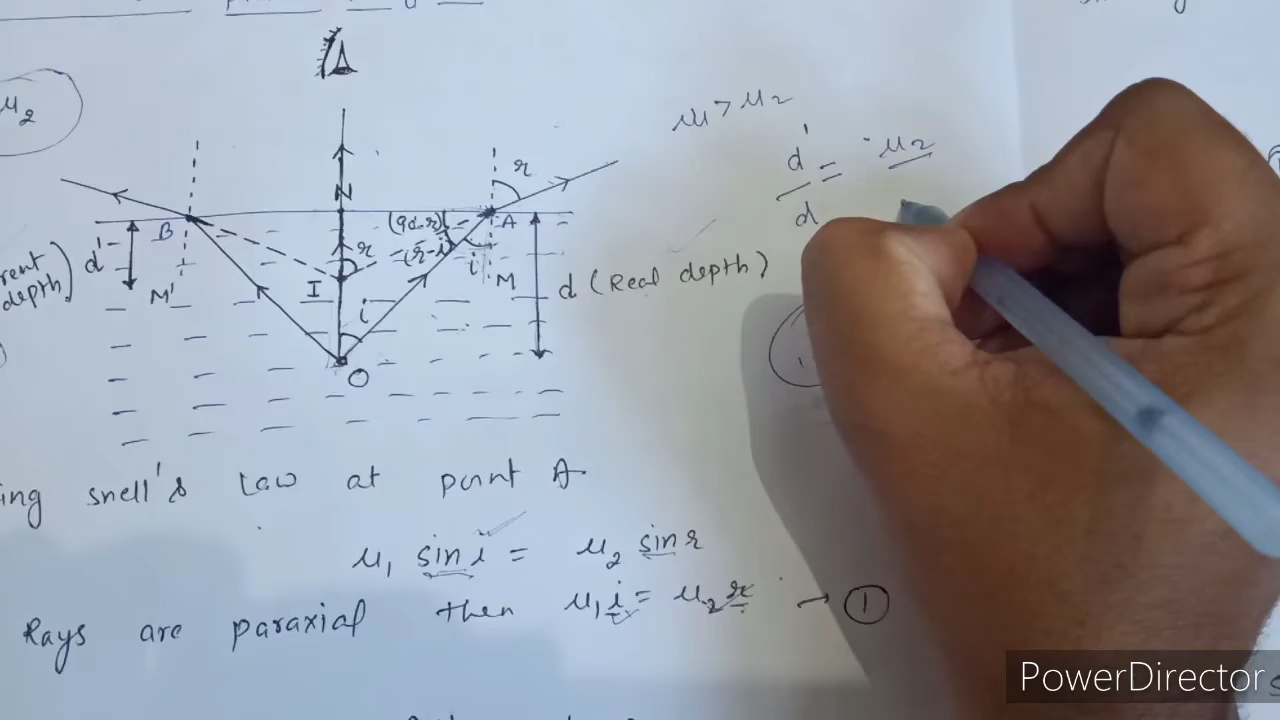 μ2
μ1 > μ2
d'/d = μ2
r
N
B
(90-r)
A
r
(r-i)
i
rent
depth)
d'
M'
I
M
d (Real depth)
i
O
ing snell's Law at point A
μ1 sin i = μ2 sin r
Rays are paraxial then μ1 i = μ2 r → 1
PowerDirector